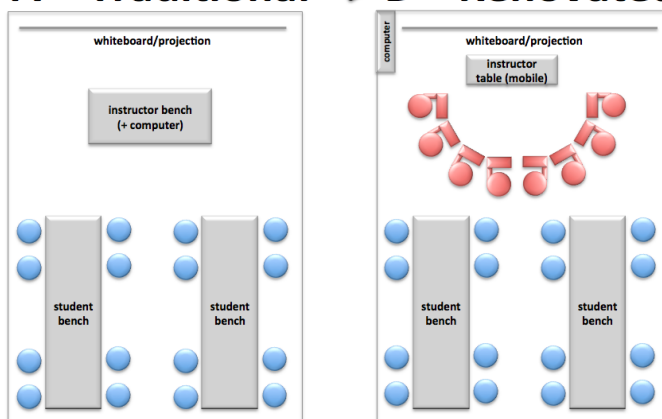 whiteboard/projection
instructor bench
(+ computer)
student
bench
student
bench
computer
whiteboard/projection
instructor
table (mobile)
student
bench
student
bench